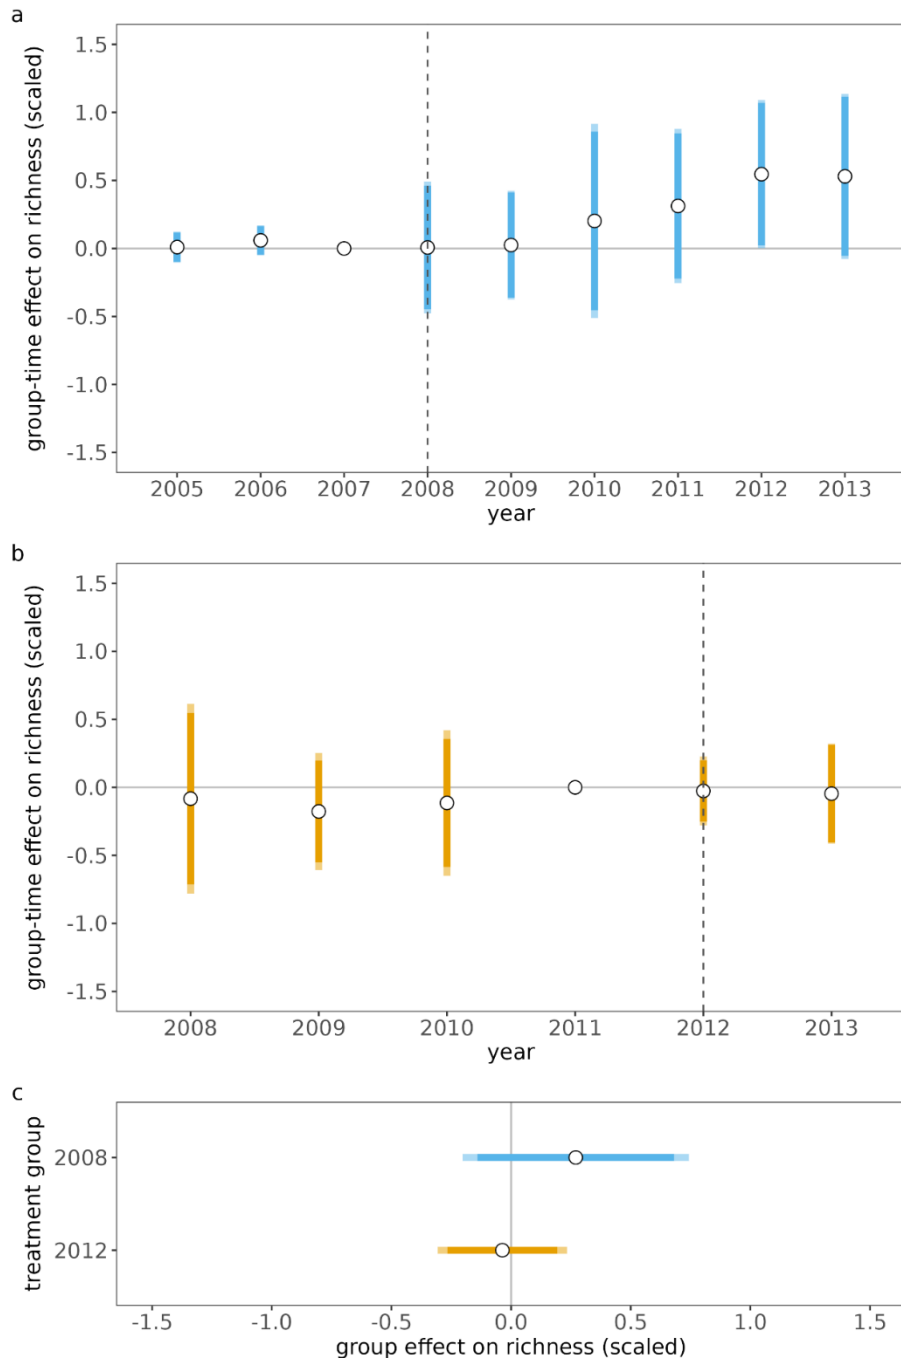 a
group-time effect on richness (scaled)
1.5
1.0
0.5
0.0
-0.5
-1.0
-1.5
2005 2006 2007 2008 2009 2010 2011 2012 2013
year
b
group-time effect on richness (scaled)
1.5
1.0
0.5
0.0
-0.5
-1.0
-1.5
2008 2009 2010 2011 2012 2013
year
c
treatment group
2008
2012
-1.5 -1.0 -0.5 0.0 0.5 1.0 1.5
group effect on richness (scaled)